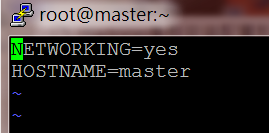 root@master:~
NETWORKING=yes
HOSTNAME=master
~
~